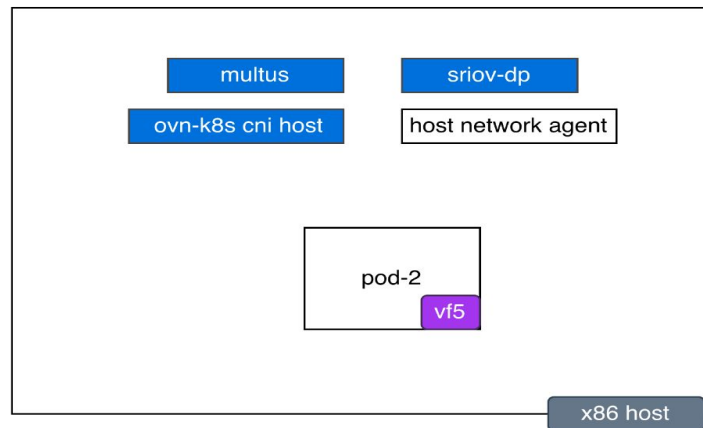 multus
sriov-dp
ovn-k8s cni host
host network agent
pod-2
vf5
x86 host